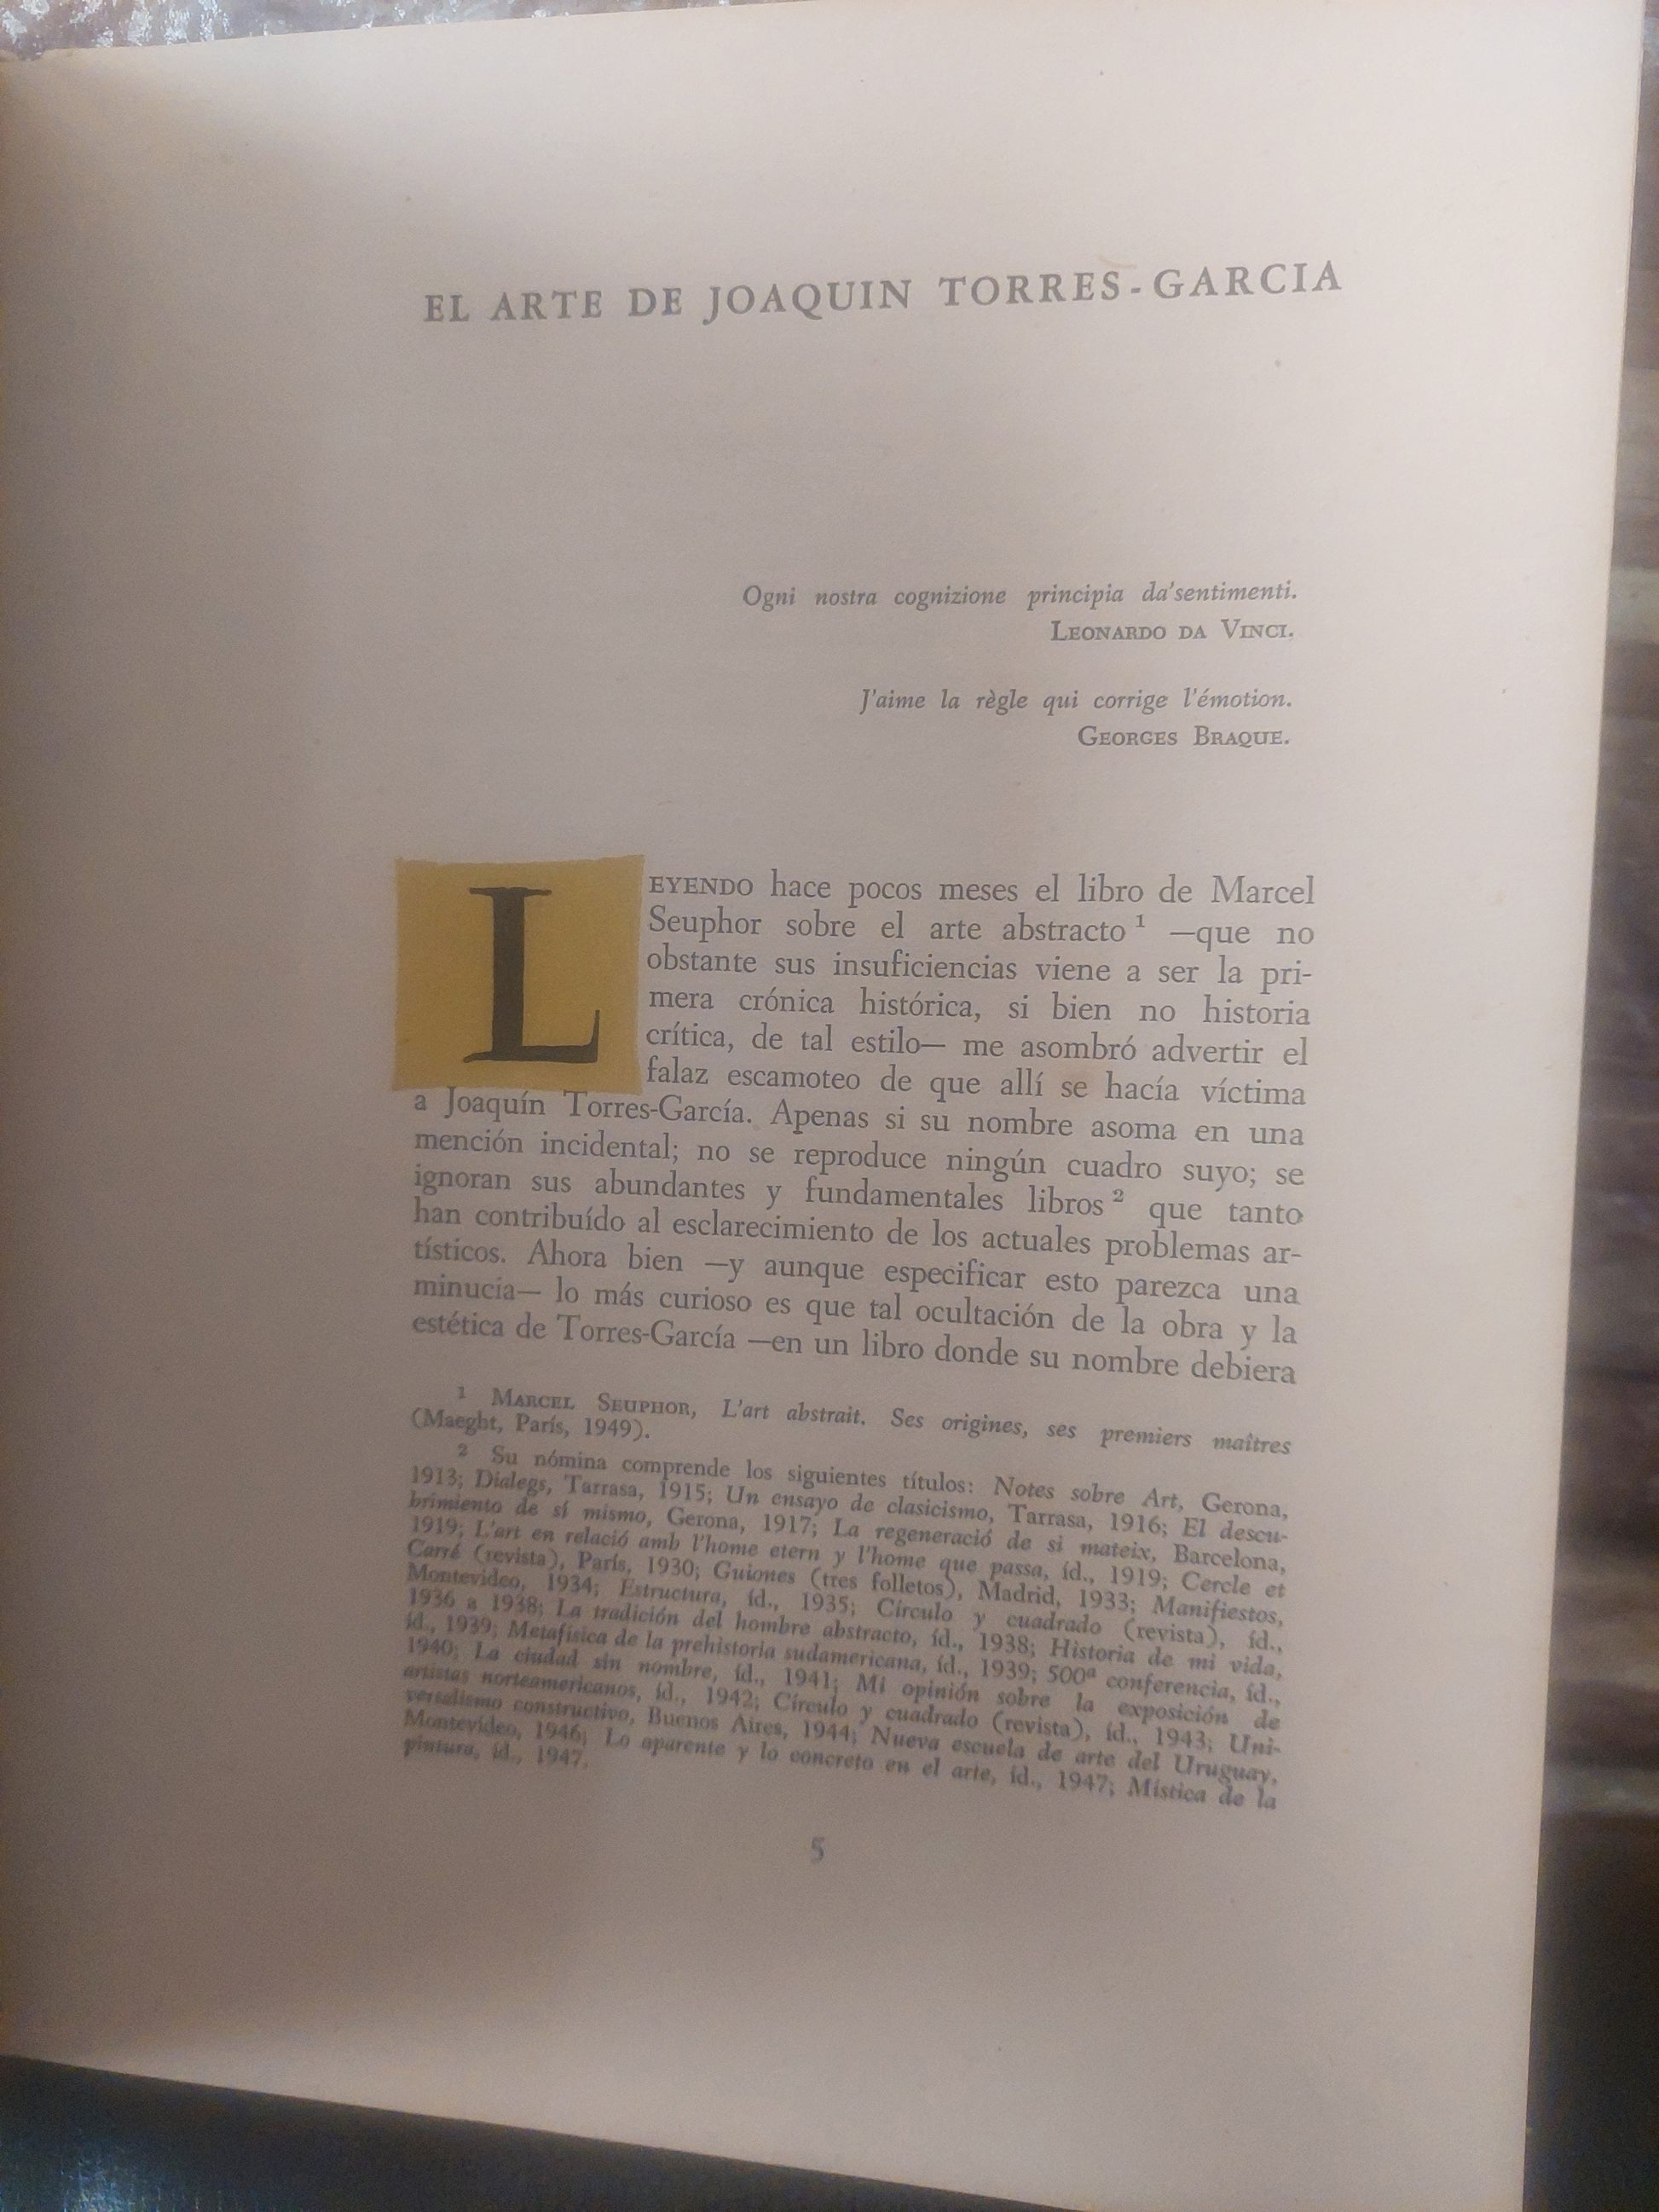 EL ARTE DE JOAQUIN TORRES-GARCIA
Ogni nostra cognizione principia da'sentimenti.
LEONARDO DA VINCI.
J'aime la règle qui corrige l'émotion.
GEORGES BRAQUE.
LEYENDO hace pocos meses el libro de Marcel
Seuphor sobre el arte abstracto ¹ —que no
obstante sus insuficiencias viene a ser la pri-
mera crónica histórica, si bien no historia
crítica, de tal estilo— me asombró advertir el
falaz escamoteo de que allí se hacía víctima
a Joaquín Torres-García. Apenas si su nombre asoma en una
mención incidental; no se reproduce ningún cuadro suyo; se
ignoran sus abundantes y fundamentales libros ² que tanto
han contribuído al esclarecimiento de los actuales problemas ar-
tísticos. Ahora bien —y aunque especificar esto parezca una
minucia— lo más curioso es que tal ocultación de la obra y la
estética de Torres-García —en un libro donde su nombre debiera
¹ MARCEL SEUPHOR, L'art abstrait. Ses origines, ses premiers maîtres
(Maeght, París, 1949).
² Su nómina comprende los siguientes títulos: Notes sobre Art, Gerona,
1913; Dialegs, Tarrasa, 1915; Un ensayo de clasicismo, Tarrasa, 1916; El descu-
brimiento de sí mismo, Gerona, 1917; La regeneració de si mateix, Barcelona,
1919; L'art en relació amb l'home etern y l'home que passa, íd., 1919; Cercle et
Carré (revista), París, 1930; Guiones (tres folletos), Madrid, 1933; Manifiestos,
Montevideo, 1934; Estructura, íd., 1935; Círculo y cuadrado (revista), íd.,
1936 a 1938; La tradición del hombre abstracto, íd., 1938; Historia de mi vida,
íd., 1939; Metafísica de la prehistoria sudamericana, íd., 1939; 500ª conferencia, íd.,
1940; La ciudad sin nombre, íd., 1941; Mi opinión sobre la exposición de
artistas norteamericanos, íd., 1942; Círculo y cuadrado (revista), íd., 1943; Uni-
versalismo constructivo, Buenos Aires, 1944; Nueva escuela de arte del Uruguay,
Montevideo, 1946; Lo aparente y lo concreto en el arte, íd., 1947; Mística de la
pintura, íd., 1947.
5